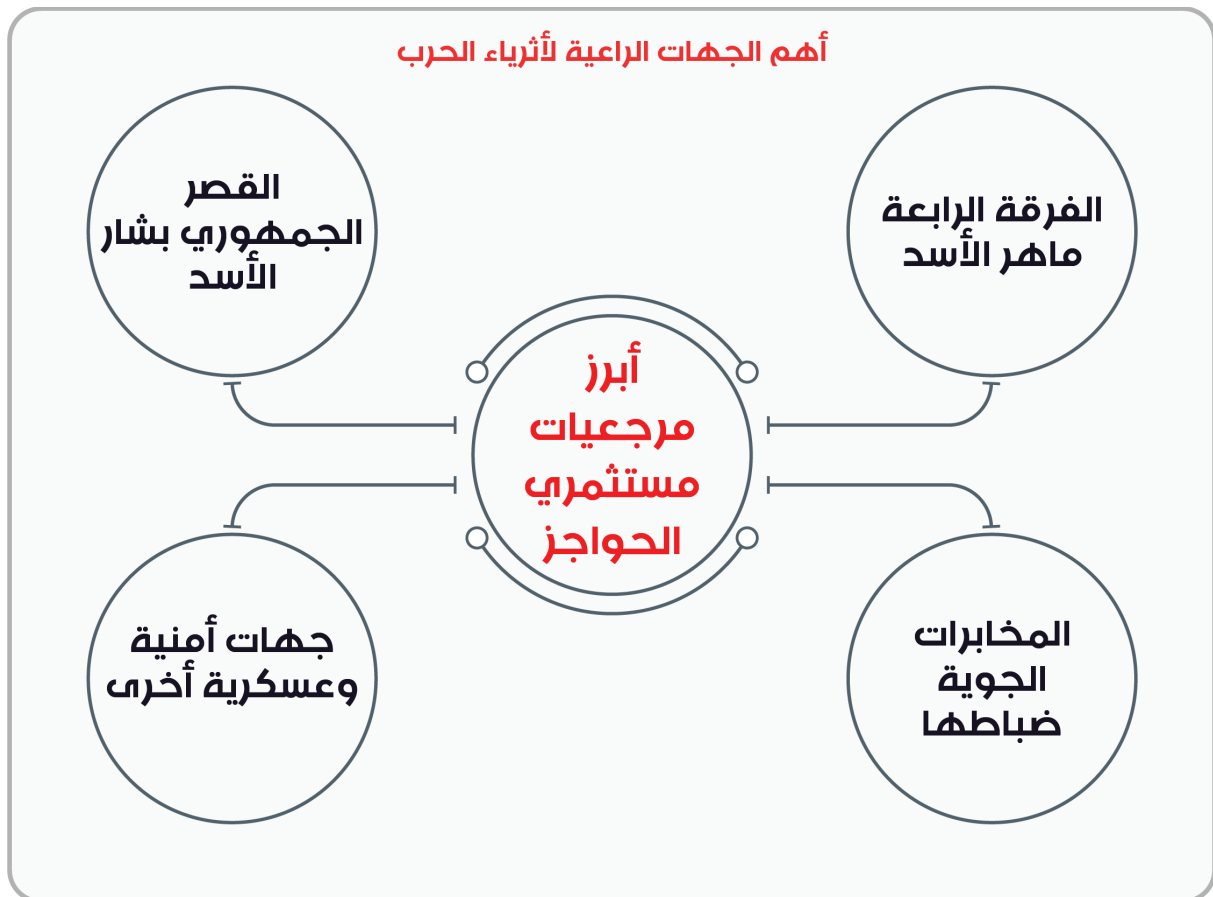 أهم الجهات الراعية لأثرياء الحرب
الفرقة الرابعة
ماهر الأسد
القصر
الجمهوري بشار
الأسد
أبرز
مرجعيات
مستثمري
الحواجز
المخابرات
الجوية
ضباطها
جهات أمنية
وعسكرية أخرى